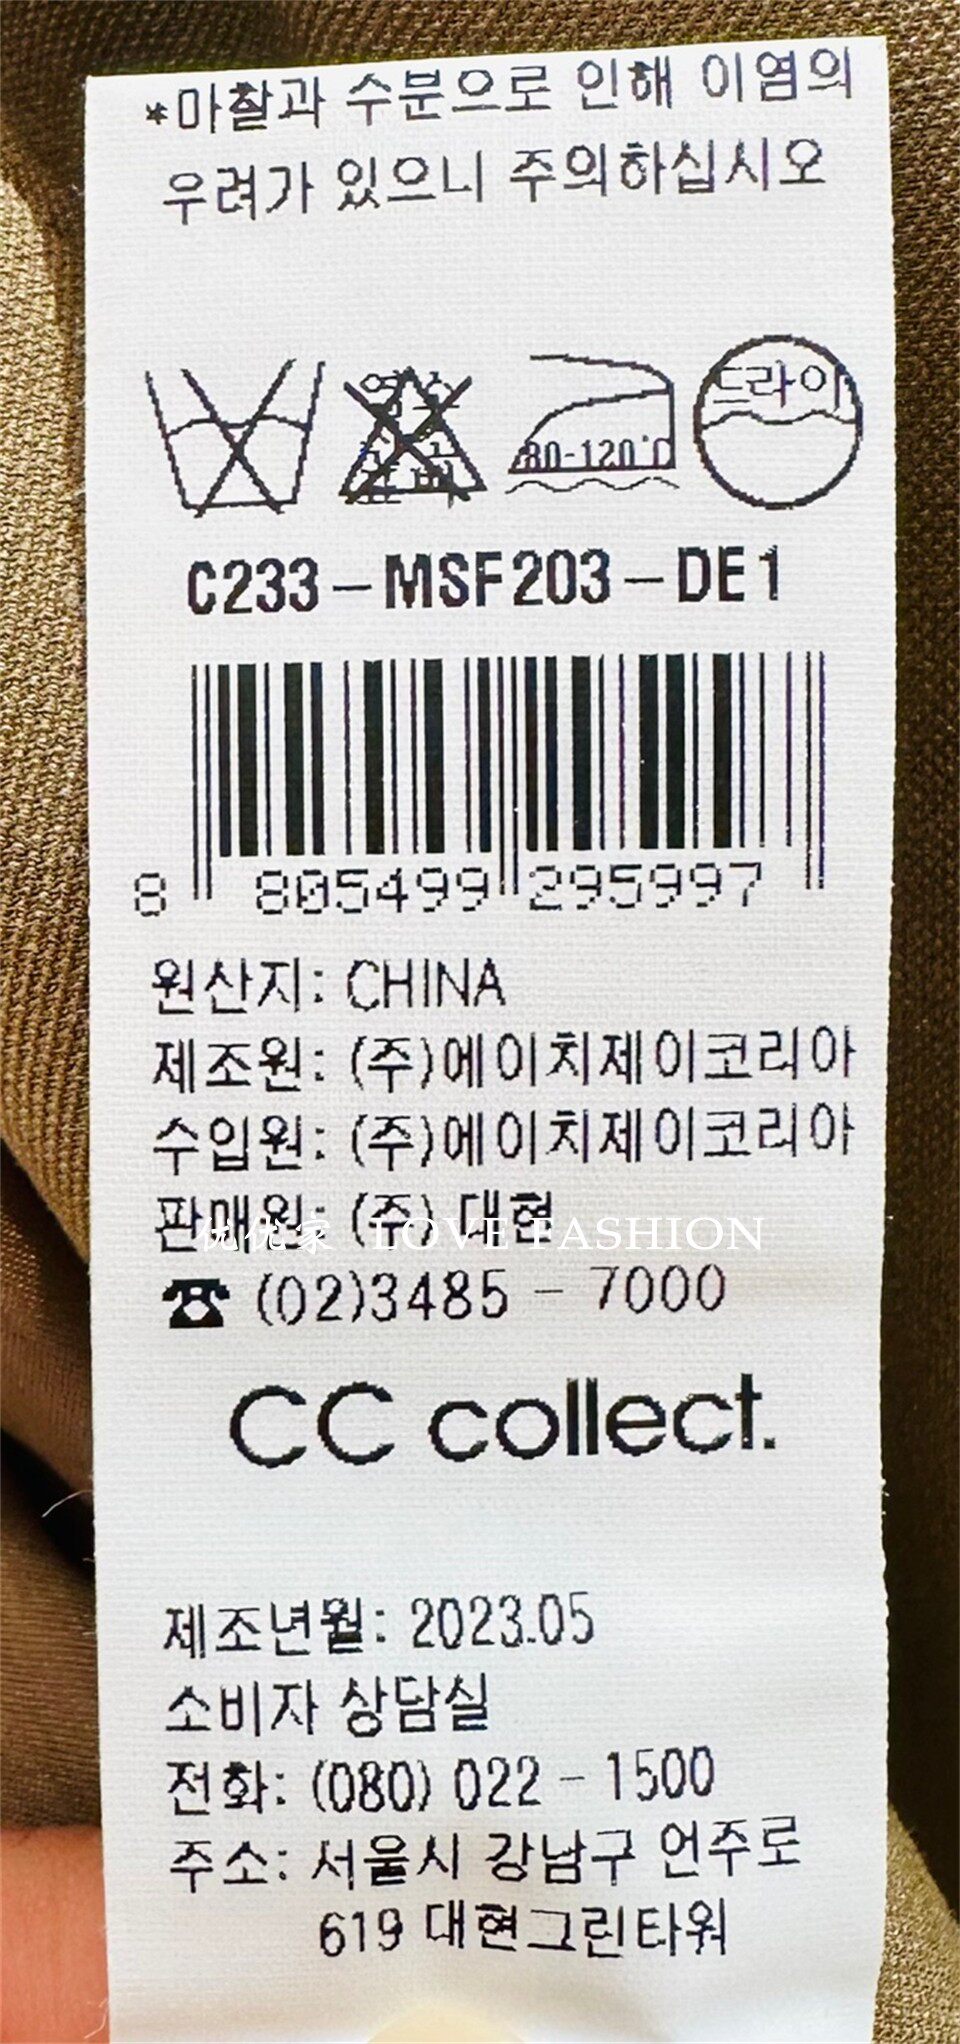 *마찰과 수분으로 인해 이염의
우려가 있으니 주의하십시오
80-120℃
드라이
C233-MSF203-DE1
8 805499 295997
원산지: CHINA
제조원: (주)에이치제이코리아
수입원: (주)에이치제이코리아
판매원: (주) 대현
优优家 LOVE FASHION
☎ (02)3485 - 7000
CC collect.
제조년월: 2023.05
소비자 상담실
전화: (080) 022 - 1500
주소: 서울시 강남구 언주로
619 대현그린타워